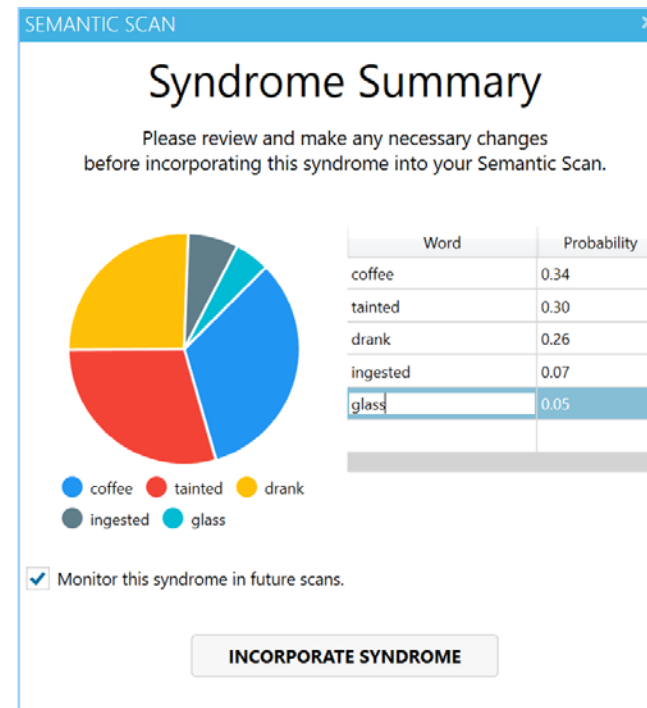 SEMANTIC SCAN
Syndrome Summary
Please review and make any necessary changes
before incorporating this syndrome into your Semantic Scan.
Word Probability
coffee 0.34
tainted 0.30
drank 0.26
ingested 0.07
glass 0.05
coffee tainted drank
ingested glass
Monitor this syndrome in future scans.
INCORPORATE SYNDROME